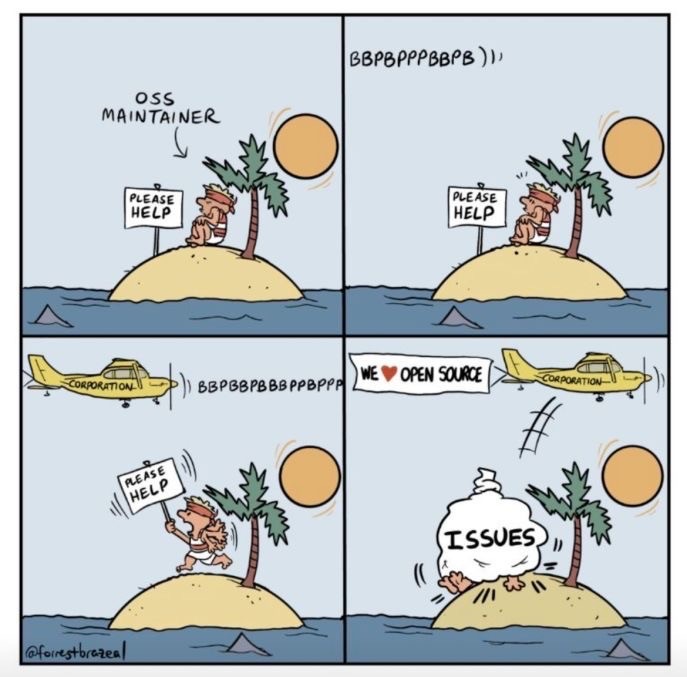 OSS
MAINTAINER
PLEASE
HELP
BBPBPPPBBPB
PLEASE
HELP
CORPORATION
BBPBBPBBBPPBPPP
PLEASE
HELP
@forrestbrazeal
WE ❤ OPEN SOURCE
CORPORATION
ISSUES